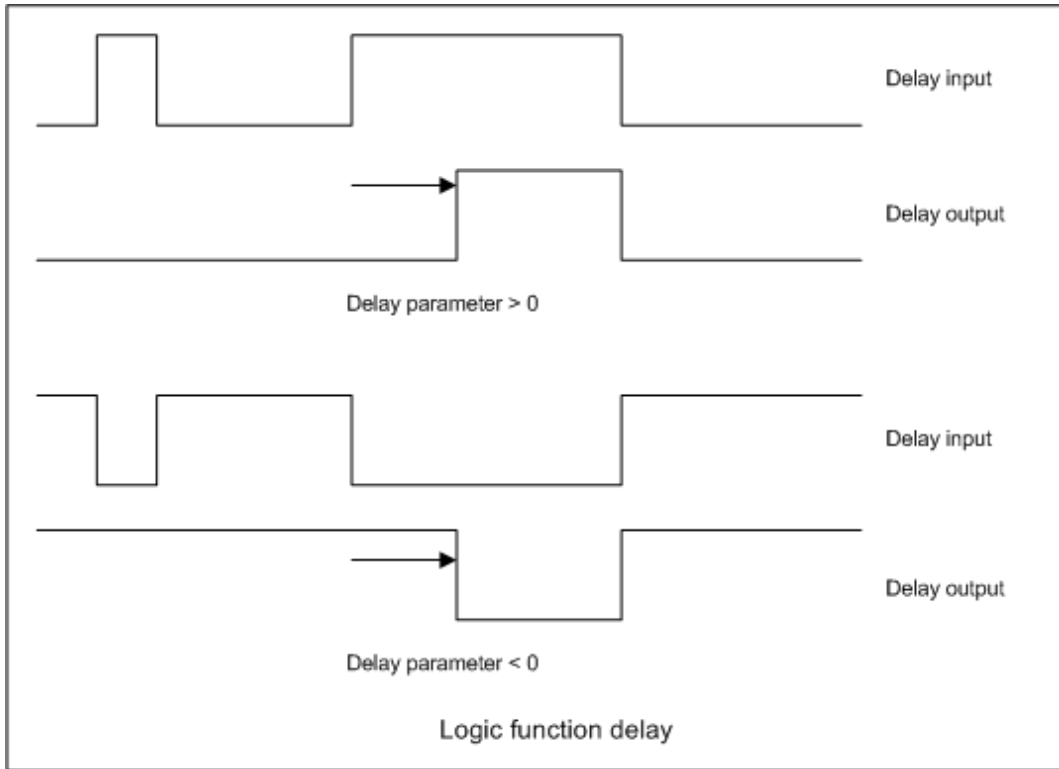 Delay input
Delay output
Delay parameter > 0
Delay input
Delay output
Delay parameter < 0
Logic function delay